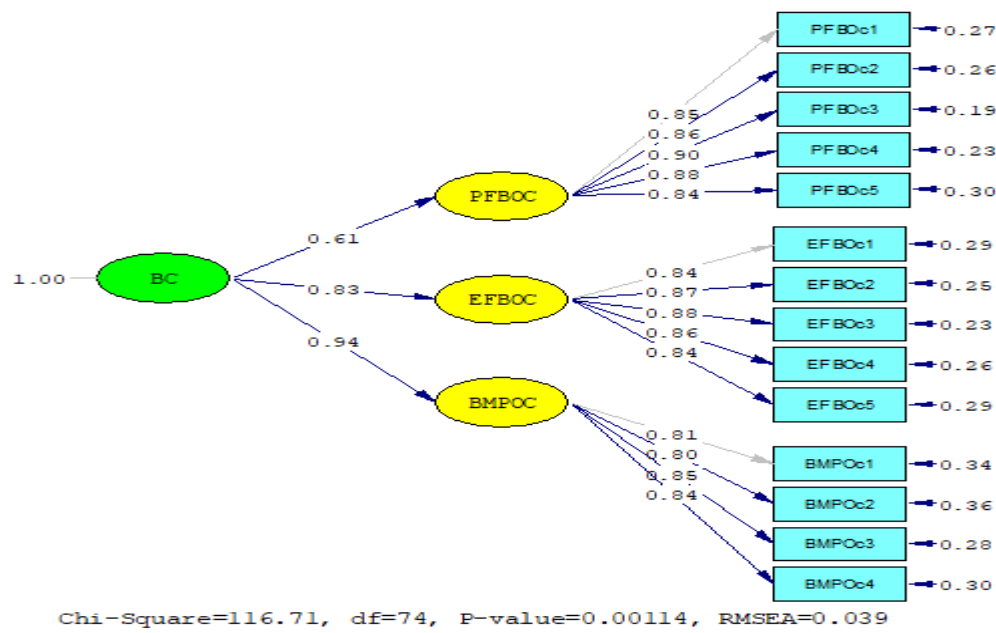 PFBOc1 0.27
PFBOc2 0.26
0.85 PFBOc3 0.19
0.86
0.90 PFBOc4 0.23
0.88
PFBOC 0.84 PFBOc5 0.30
0.61 EFBOc1 0.29
1.00 BC 0.84
0.83 EFBOC 0.87 EFBOc2 0.25
0.88 EFBOc3 0.23
0.94 0.86
0.84 EFBOc4 0.26
BMPOC EFBOc5 0.29
0.81
0.80 BMPOc1 0.34
0.85
0.84 BMPOc2 0.36
BMPOc3 0.28
BMPOc4 0.30
Chi-Square=116.71, df=74, P-value=0.00114, RMSEA=0.039